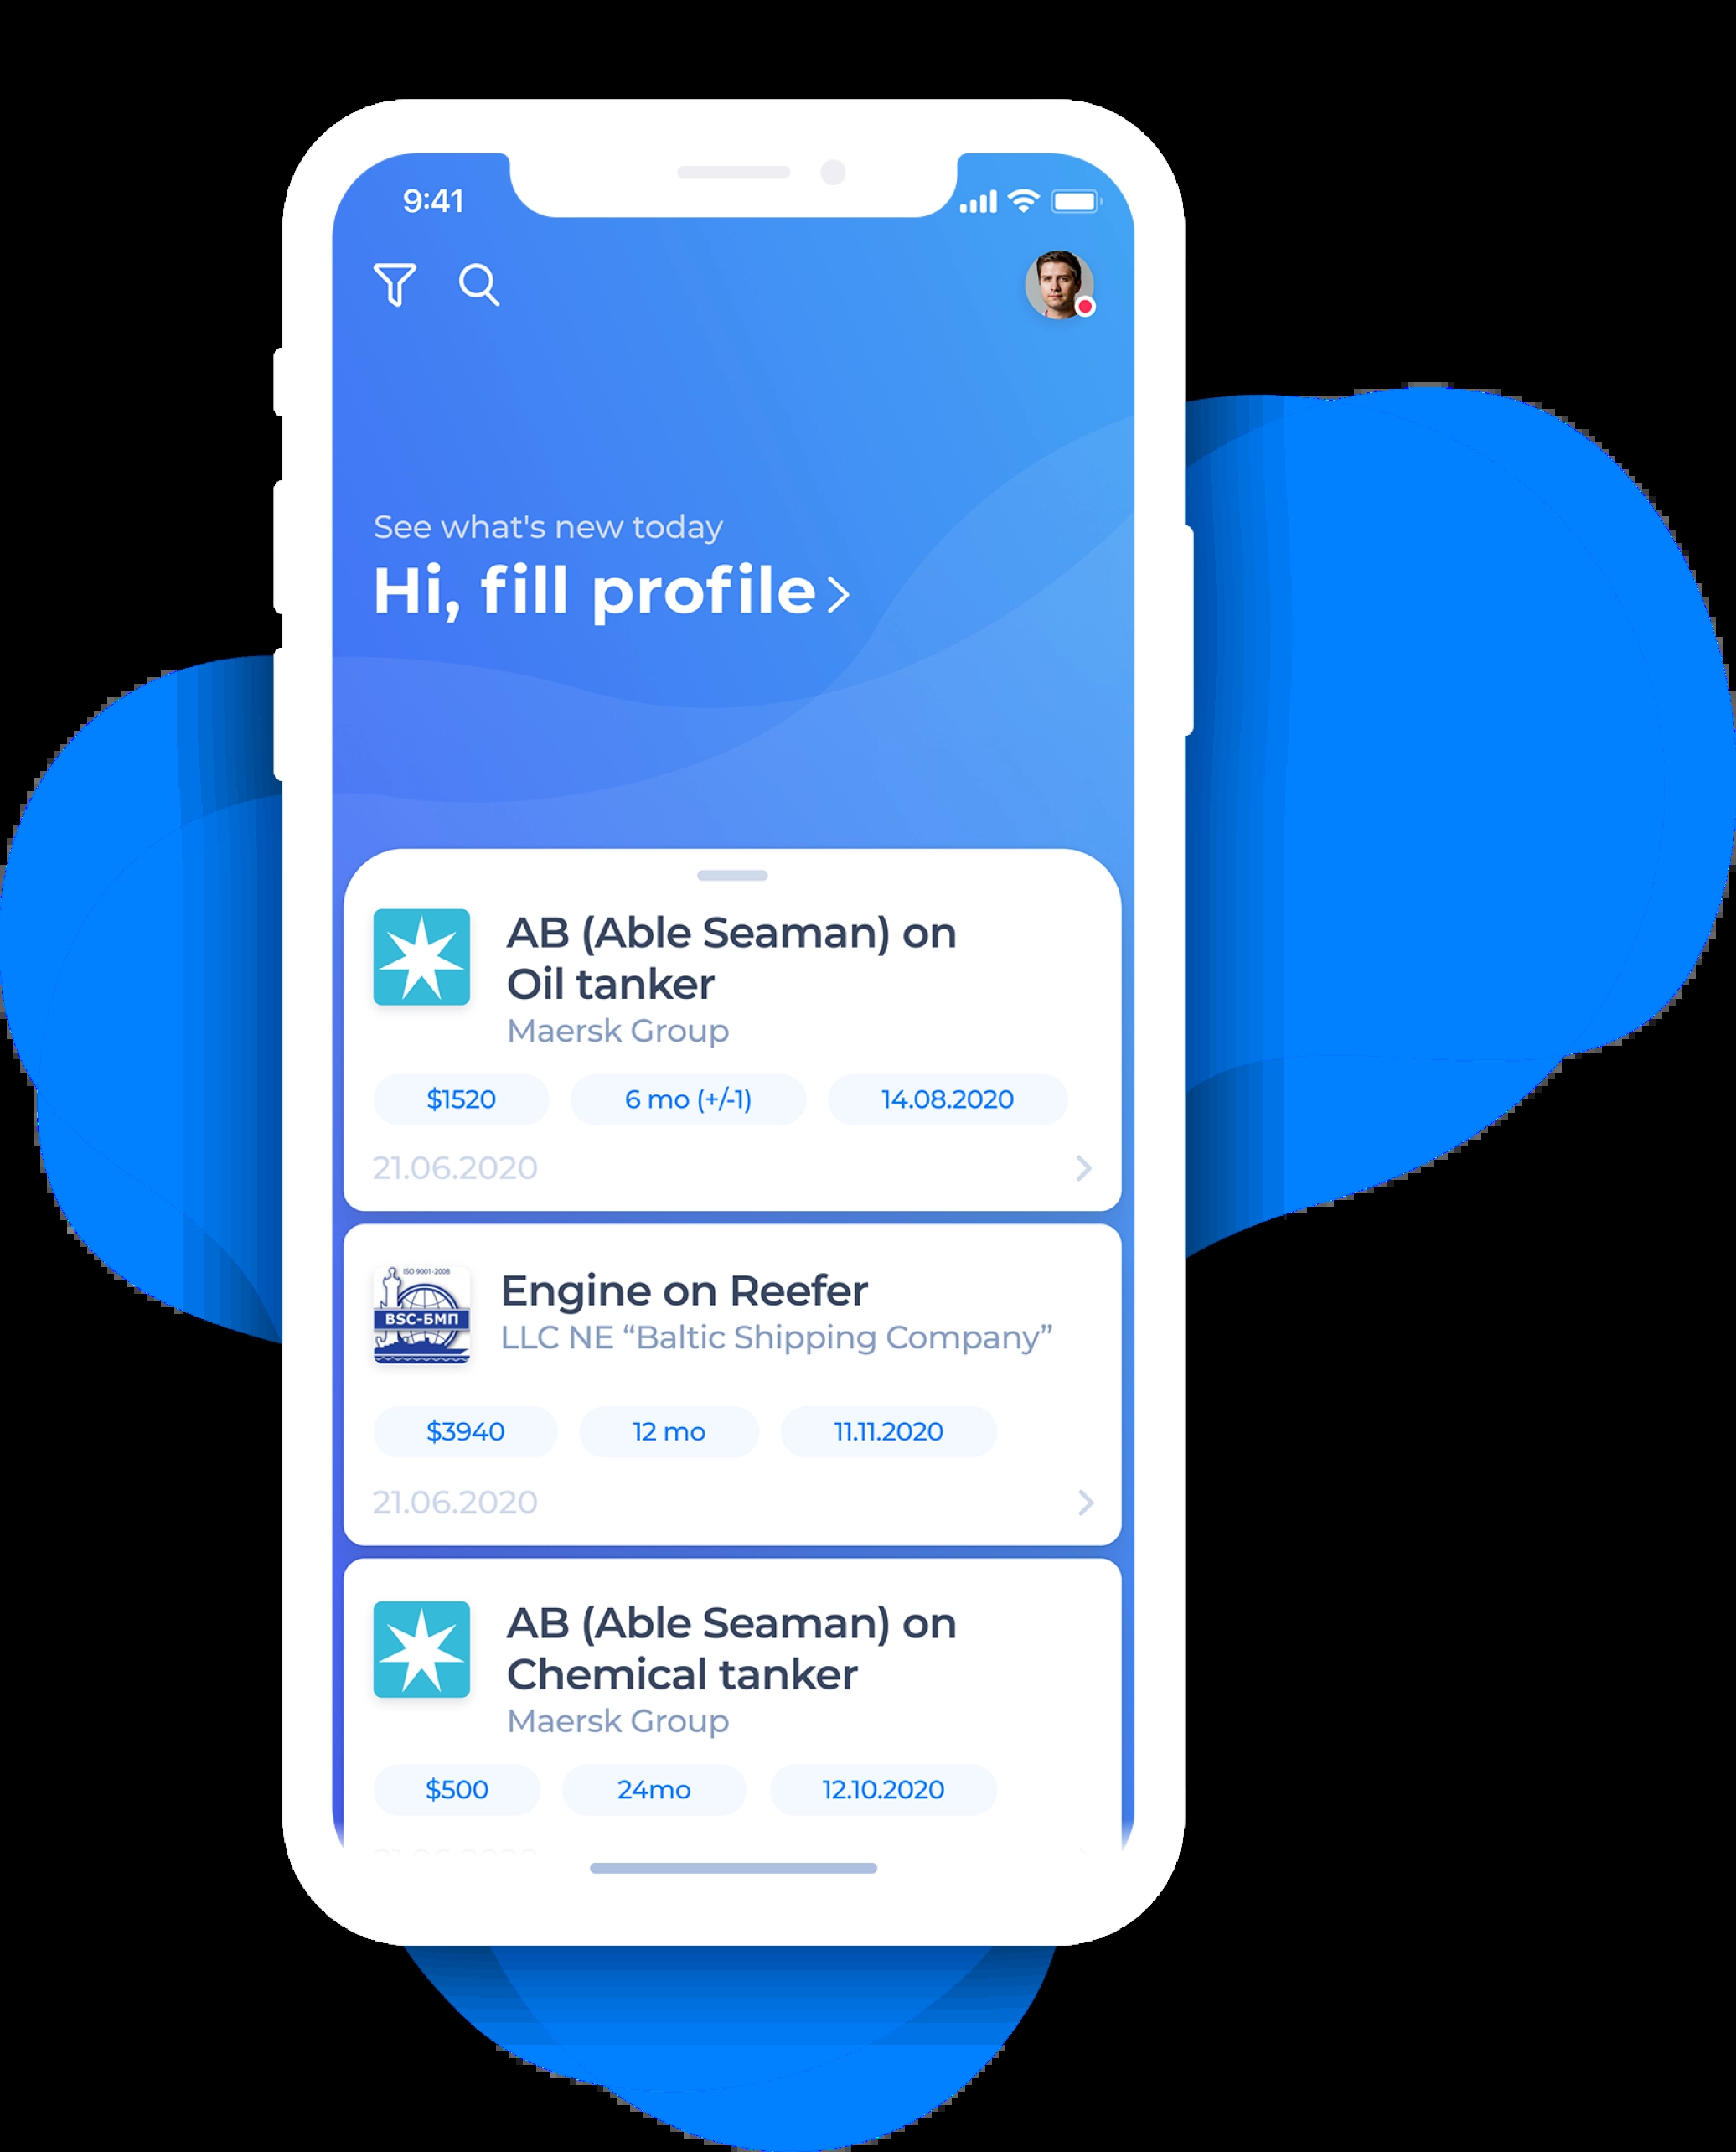 9:41
See what's new today
Hi, fill profile
AB (Able Seaman) on
Oil tanker
Maersk Group
$1520
6 mo (+/-1)
14.08.2020
21.06.2020
ISO 9001-2008
BSC-БМП
Engine on Reefer
LLC NE “Baltic Shipping Company”
$3940
12 mo
11.11.2020
21.06.2020
AB (Able Seaman) on
Chemical tanker
Maersk Group
$500
24mo
12.10.2020